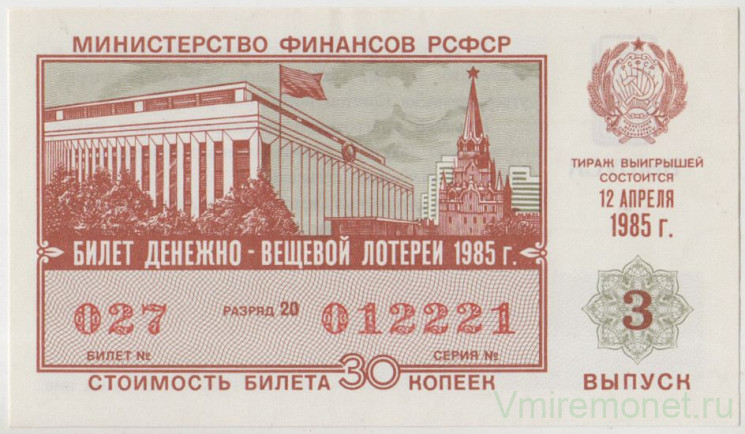 МИНИСТЕРСТВО ФИНАНСОВ РСФСР
РСФСР
ТИРАЖ ВЫИГРЫШЕЙ
СОСТОИТСЯ
12 АПРЕЛЯ
1985 г.
БИЛЕТ ДЕНЕЖНО - ВЕЩЕВОЙ ЛОТЕРЕИ 1985 г.
027 РАЗРЯД 20 012221
БИЛЕТ № СЕРИЯ №
3
СТОИМОСТЬ БИЛЕТА 30 КОПЕЕК
ВЫПУСК
Vmiremonet.ru